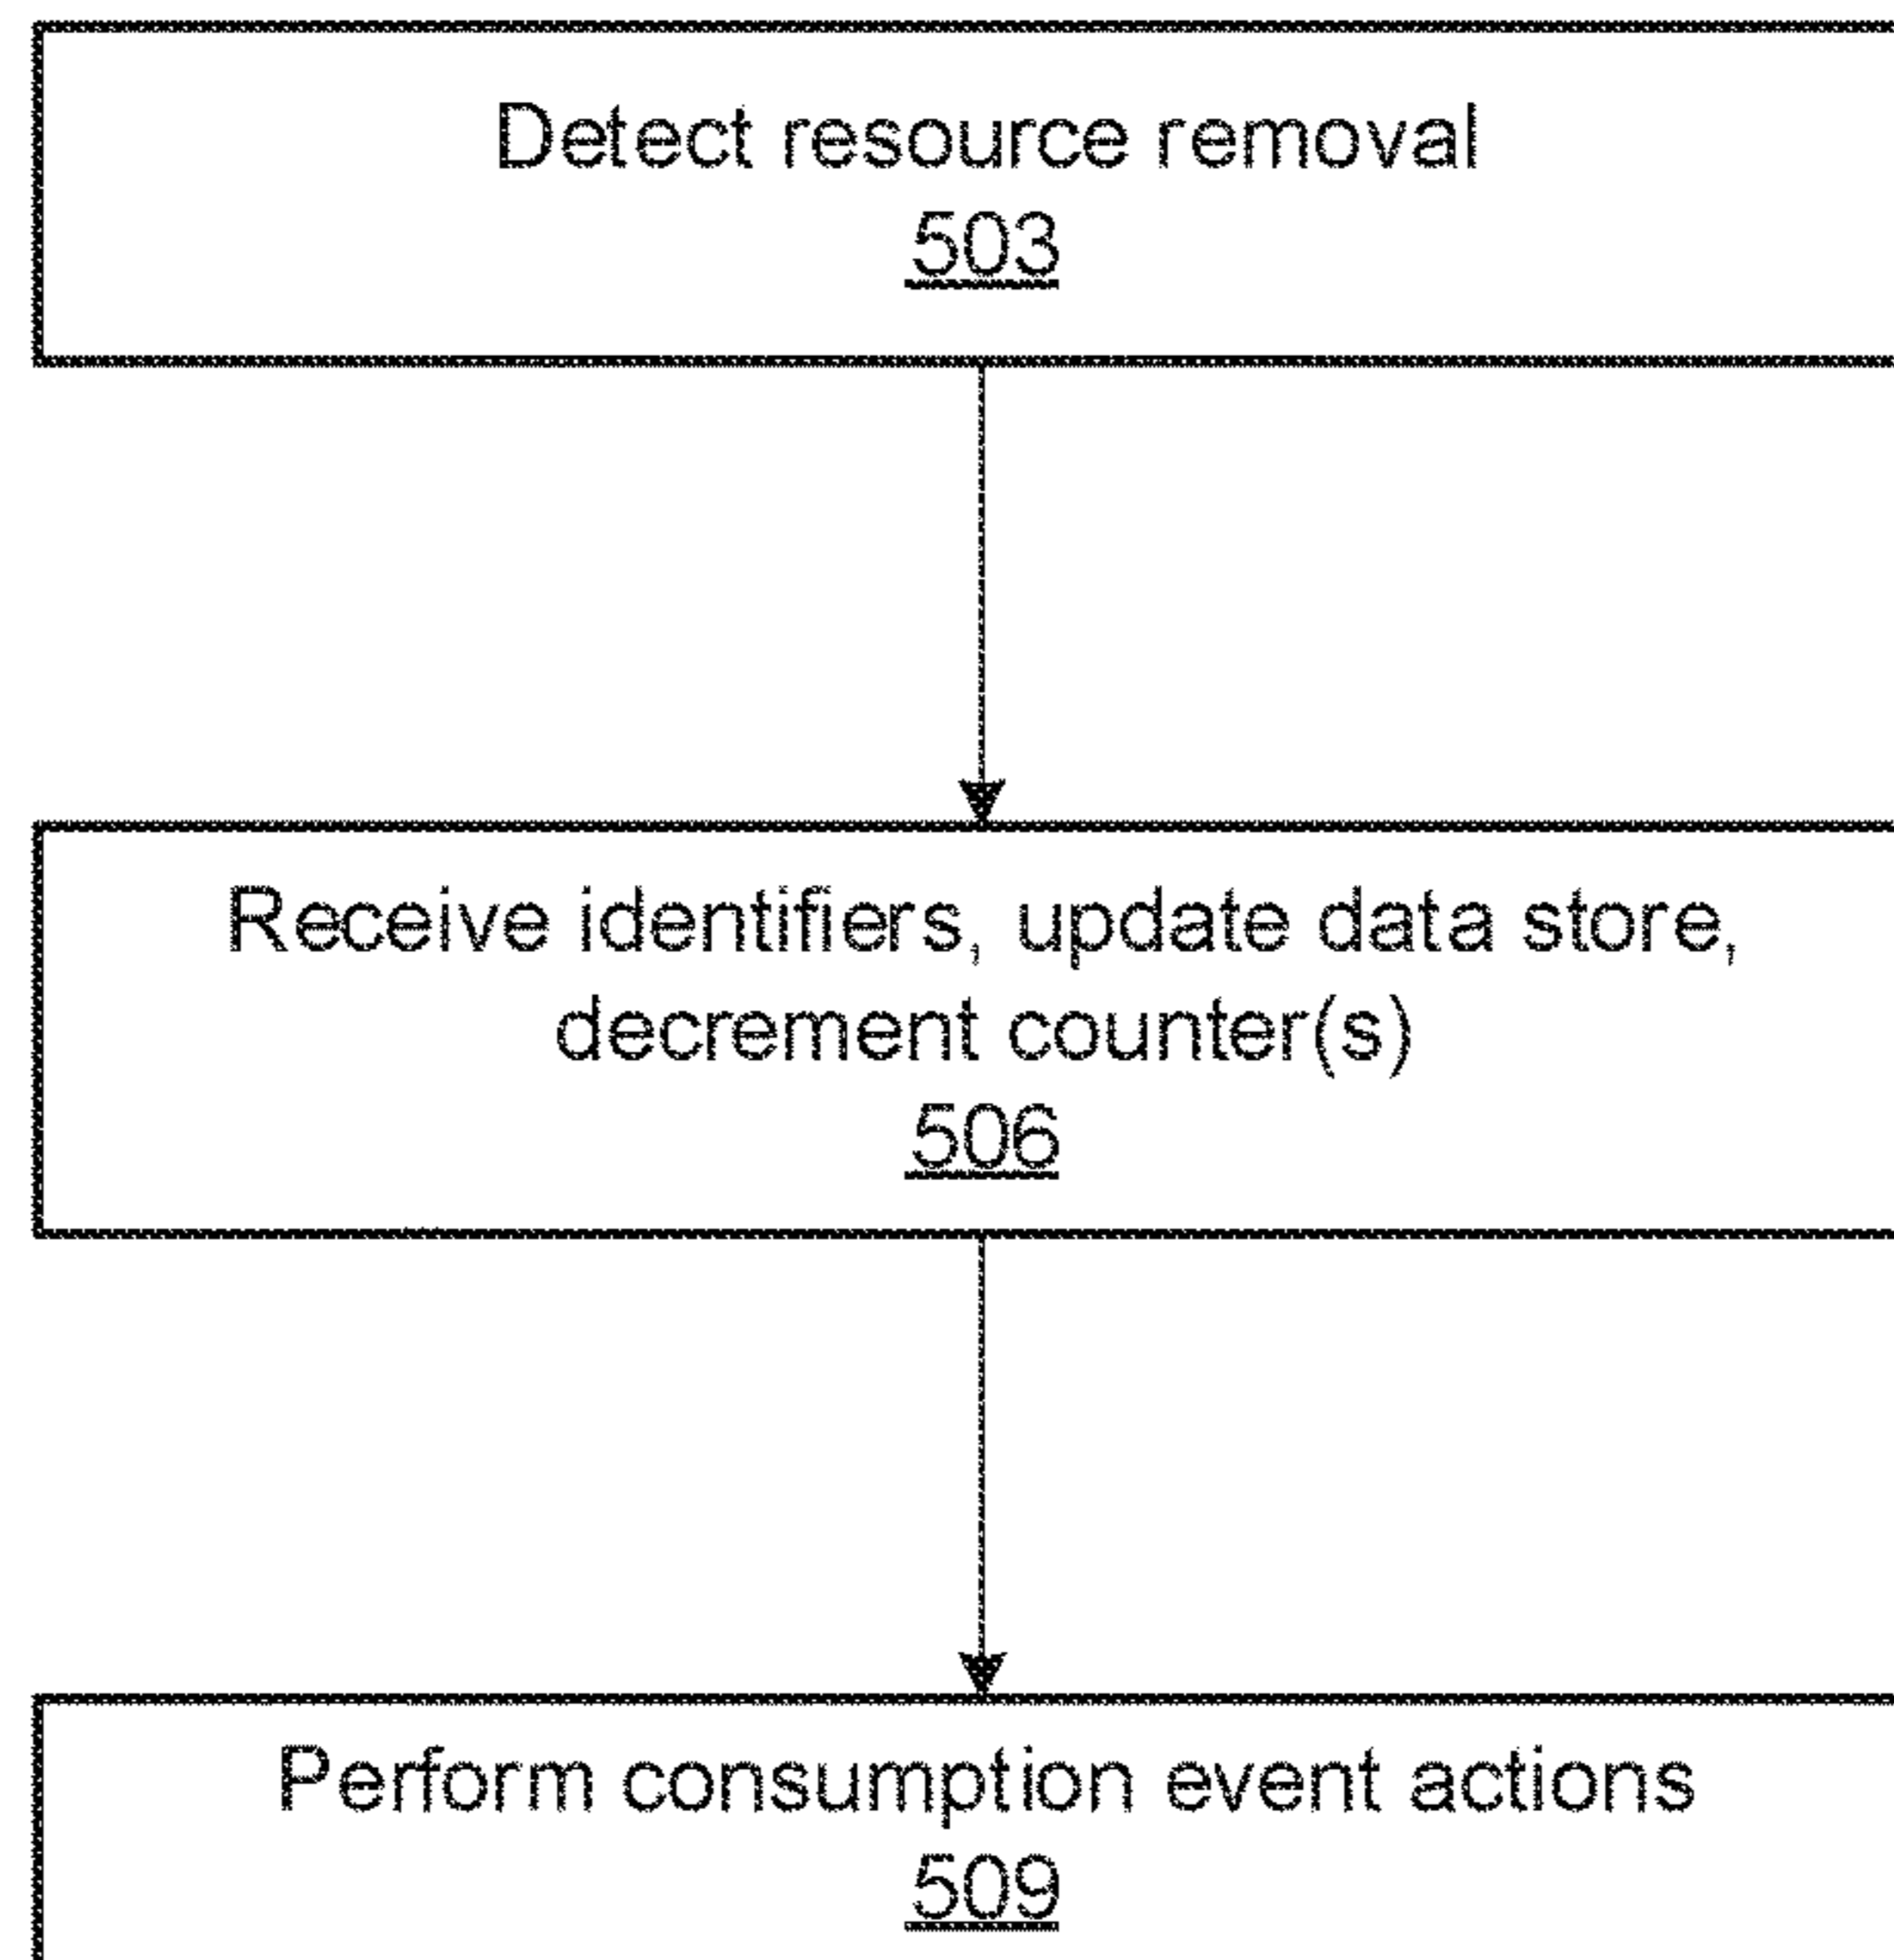 Detect resource removal
503
Receive identifiers, update data store,
decrement counter(s)
506
Perform consumption event actions
509